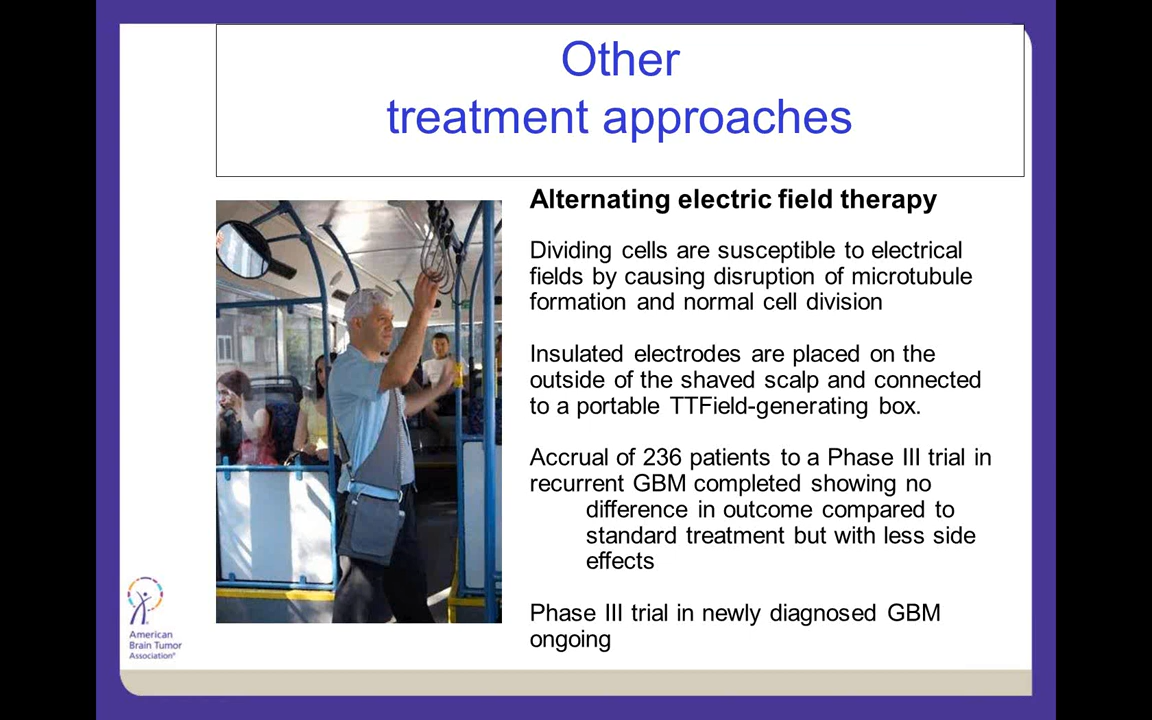 Other
treatment approaches
Alternating electric field therapy
Dividing cells are susceptible to electrical
fields by causing disruption of microtubule
formation and normal cell division
Insulated electrodes are placed on the
outside of the shaved scalp and connected
to a portable TTField-generating box.
Accrual of 236 patients to a Phase III trial in
recurrent GBM completed showing no
difference in outcome compared to
standard treatment but with less side
effects
Phase III trial in newly diagnosed GBM
ongoing
American
Brain Tumor
Association®